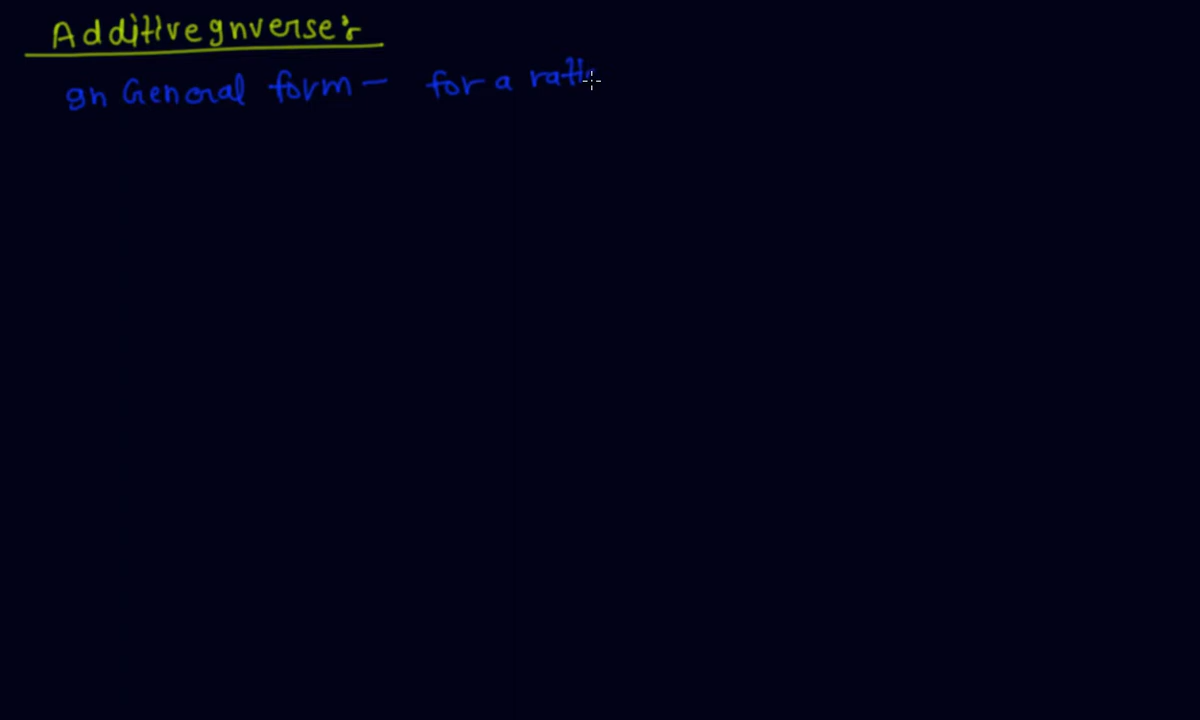 Additive Inverse:
In General form - for a ratio